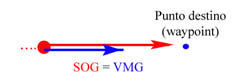 Punto destino
(waypoint)
SOG = VMG